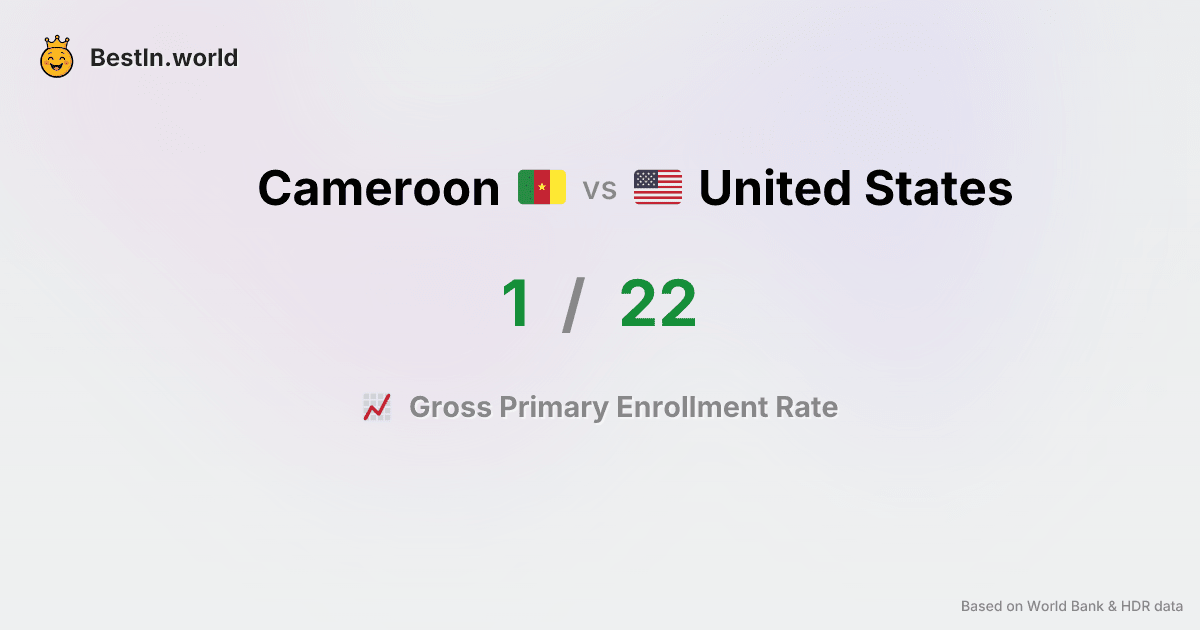 BestIn.world
Cameroon vs United States
1 / 22
Gross Primary Enrollment Rate
Based on World Bank & HDR data